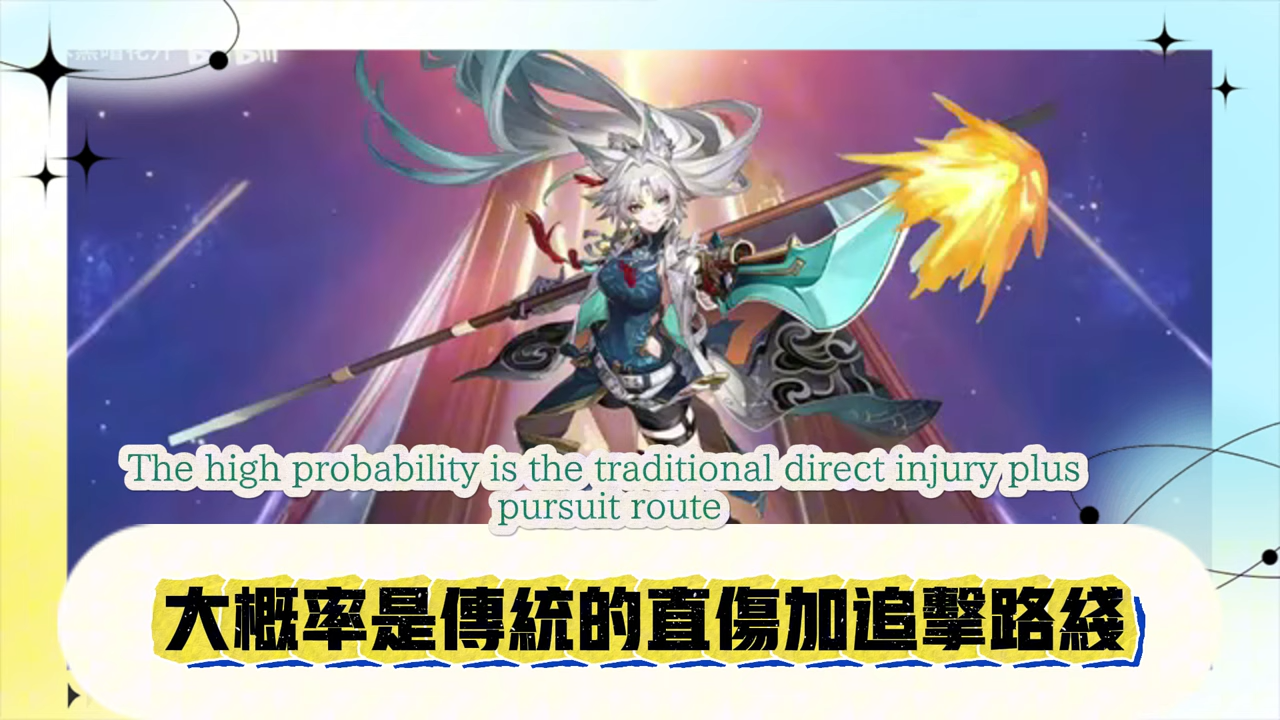 The high probability is the traditional direct injury plus
pursuit route
大概率是傳統的直傷加追擊路綫